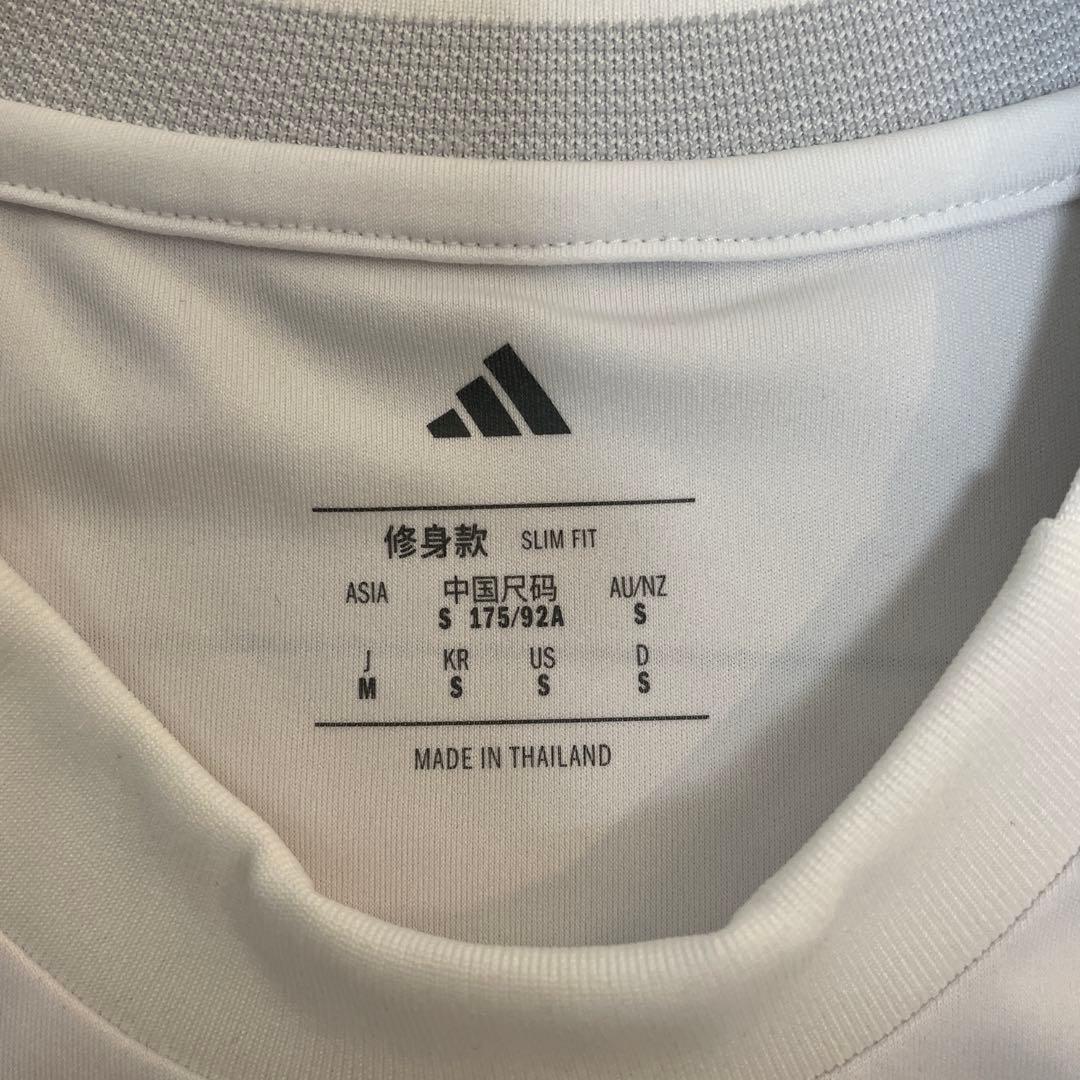 修身款 SLIM FIT
ASIA 中国尺码 AU/NZ
S 175/92A S
J KR US D
M S S S
MADE IN THAILAND